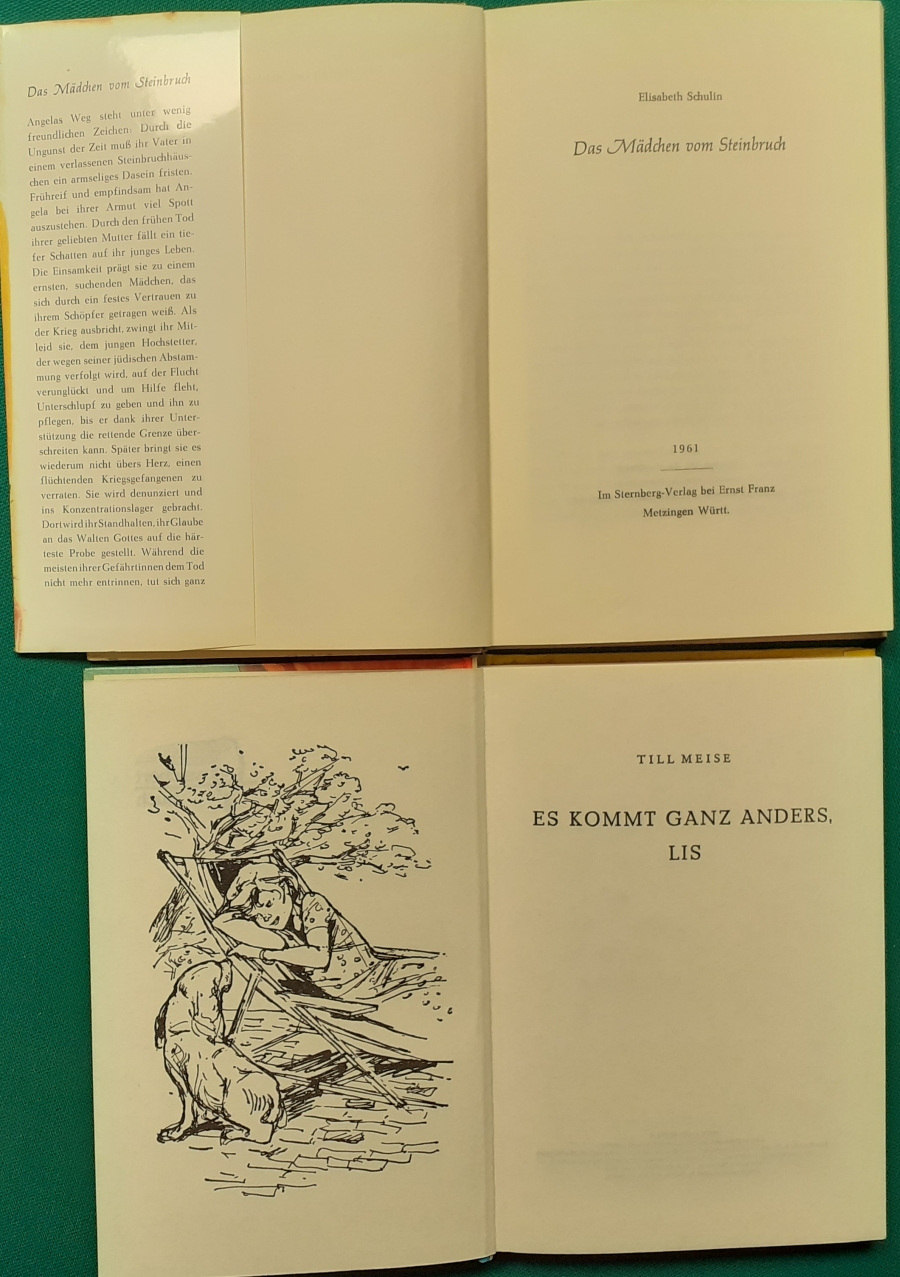 Das Mädchen vom Steinbruch
Angelas Weg steht unter wenig
freundlichen Zeichen: Durch die
Ungunst der Zeit muß ihr Vater in
einem verlassenen Steinbruchhäus-
chen ein armseliges Dasein fristen.
Frühreif und empfindsam hat An-
gela bei ihrer Armut viel Spott
auszustehen. Durch den frühen Tod
ihrer geliebten Mutter fällt ein tie-
fer Schatten auf ihr junges Leben.
Die Einsamkeit prägt sie zu einem
ernsten, suchenden Mädchen, das
sich durch ein festes Vertrauen zu
ihrem Schöpfer getragen weiß. Als
der Krieg ausbricht, zwingt ihr Mit-
leid sie, dem jungen Hochstetter,
der wegen seiner jüdischen Abstam-
mung verfolgt wird, auf der Flucht
verunglückt und um Hilfe fleht,
Unterschlupf zu geben und ihn zu
pflegen, bis er dank ihrer Unter-
stützung die rettende Grenze über-
schreiten kann. Später bringt sie es
wiederum nicht übers Herz, einen
flüchtenden Kriegsgefangenen zu
verraten. Sie wird denunziert und
ins Konzentrationslager gebracht.
Dort wird ihr Standhalten, ihr Glaube
an das Walten Gottes auf die här-
teste Probe gestellt. Während die
meisten ihrer Gefährtinnen dem Tod
nicht mehr entrinnen, tut sich ganz
Elisabeth Schulin
Das Mädchen vom Steinbruch
1961
Im Sternberg-Verlag bei Ernst Franz
Metzingen Württ.
TILL MEISE
ES KOMMT GANZ ANDERS,
LIS